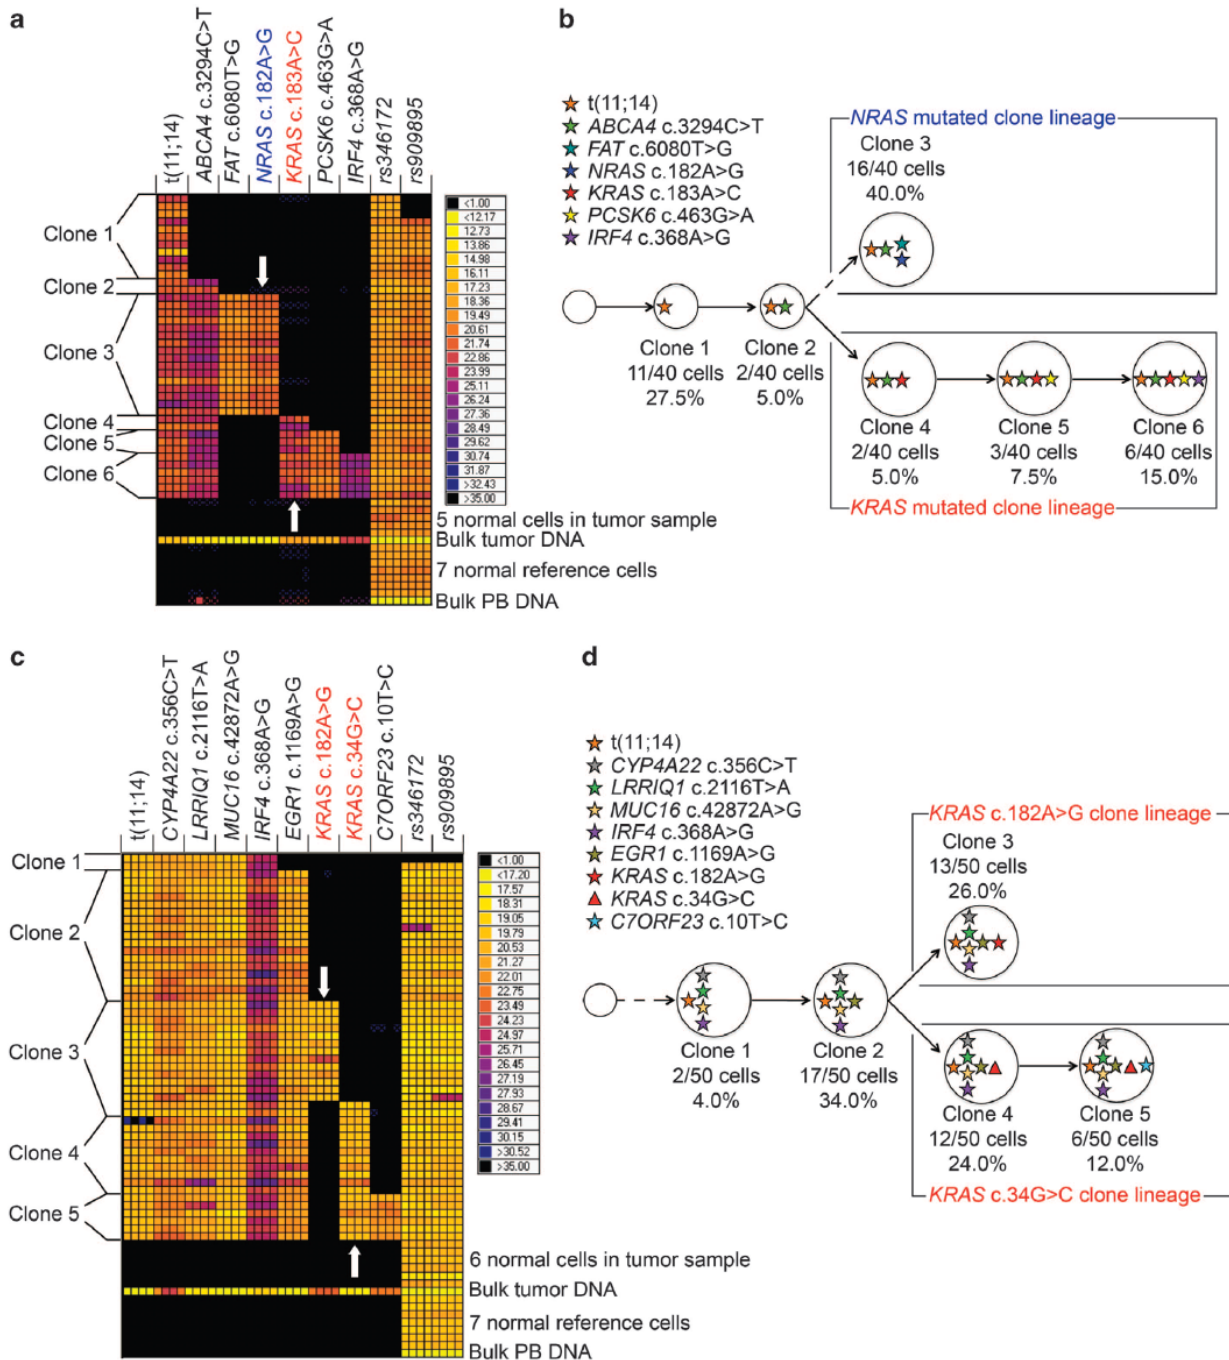 a
t(11;14)
ABCA4 c.3294C>T
FAT c.6080T>G
NRAS c.182A>G
KRAS c.183A>C
PCSK6 c.463G>A
IRF4 c.368A>G
rs346172
rs909895
Clone 1
Clone 2
Clone 3
Clone 4
Clone 5
Clone 6
<1.00
<12.17
12.73
13.86
14.98
16.11
17.23
18.36
19.49
20.61
21.74
22.86
23.99
25.11
26.24
27.36
28.49
29.62
30.74
31.87
>32.43
>35.00
5 normal cells in tumor sample
Bulk tumor DNA
7 normal reference cells
Bulk PB DNA
b
t(11;14)
ABCA4 c.3294C>T
FAT c.6080T>G
NRAS c.182A>G
KRAS c.183A>C
PCSK6 c.463G>A
IRF4 c.368A>G
NRAS mutated clone lineage
Clone 3
16/40 cells
40.0%
Clone 1
11/40 cells
27.5%
Clone 2
2/40 cells
5.0%
Clone 4
2/40 cells
5.0%
Clone 5
3/40 cells
7.5%
Clone 6
6/40 cells
15.0%
KRAS mutated clone lineage
c
t(11;14)
CYP4A22 c.356C>T
LRRIQ1 c.2116T>A
MUC16 c.42872A>G
IRF4 c.368A>G
EGR1 c.1169A>G
KRAS c.182A>G
KRAS c.34G>C
C7ORF23 c.10T>C
rs346172
rs909895
Clone 1
Clone 2
Clone 3
Clone 4
Clone 5
<1.00
<17.20
17.57
18.31
19.05
19.79
20.53
21.27
22.01
22.75
23.49
24.23
24.97
25.71
26.45
27.19
27.93
28.67
29.41
30.15
>30.52
>35.00
6 normal cells in tumor sample
Bulk tumor DNA
7 normal reference cells
Bulk PB DNA
d
t(11;14)
CYP4A22 c.356C>T
LRRIQ1 c.2116T>A
MUC16 c.42872A>G
IRF4 c.368A>G
EGR1 c.1169A>G
KRAS c.182A>G
KRAS c.34G>C
C7ORF23 c.10T>C
KRAS c.182A>G clone lineage
Clone 3
13/50 cells
26.0%
Clone 1
2/50 cells
4.0%
Clone 2
17/50 cells
34.0%
Clone 4
12/50 cells
24.0%
Clone 5
6/50 cells
12.0%
KRAS c.34G>C clone lineage